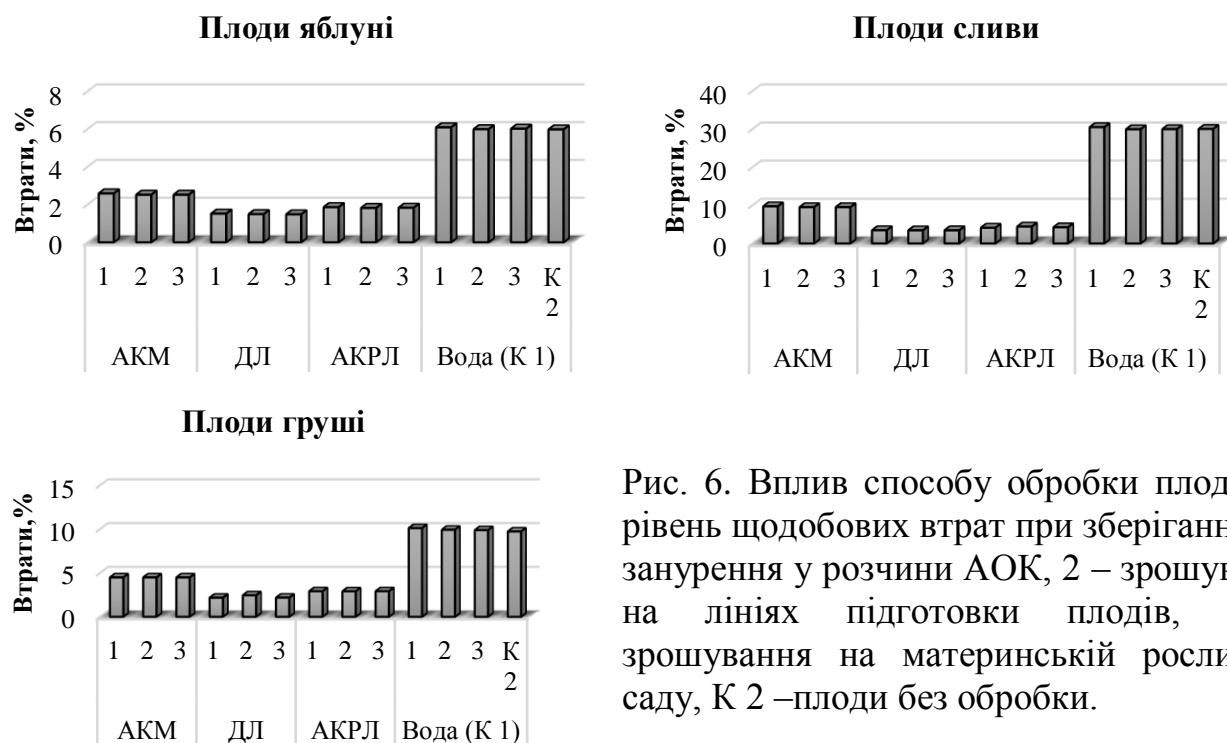 Плоди яблуні
Втрати, %
8
6
4
2
0
1 2 3 1 2 3 1 2 3 1 2 3 К 2
АКМ ДЛ АКРЛ Вода (К 1)
Плоди сливи
Втрати, %
40
30
20
10
0
1 2 3 1 2 3 1 2 3 1 2 3 К 2
АКМ ДЛ АКРЛ Вода (К 1)
Плоди груші
Втрати,%
15
10
5
0
1 2 3 1 2 3 1 2 3 1 2 3 К 2
АКМ ДЛ АКРЛ Вода (К 1)
Рис. 6. Вплив способу обробки плод
рівень щодобових втрат при зберіганн
занурення у розчини АОК, 2 – зрошув
на лініях підготовки плодів,
зрошування на материнській росли
саду, К 2 –плоди без обробки.